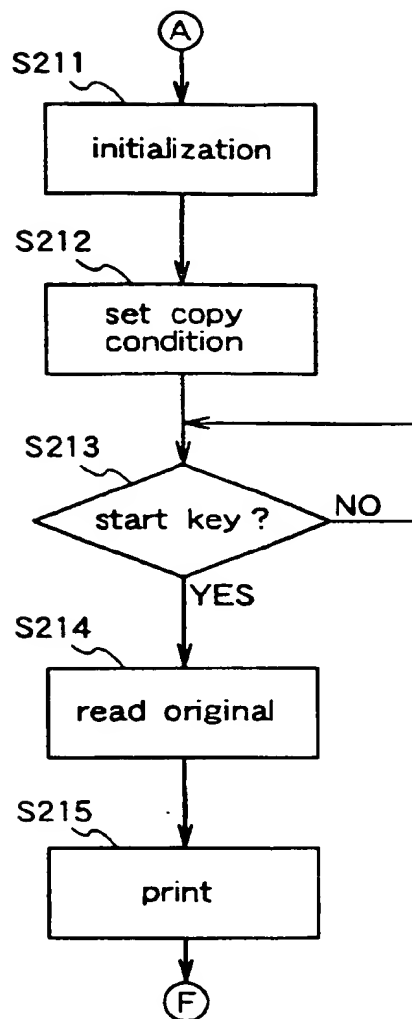 A
S211
initialization
S212
set copy
condition
S213
start key?
NO
YES
S214
read original
S215
print
F